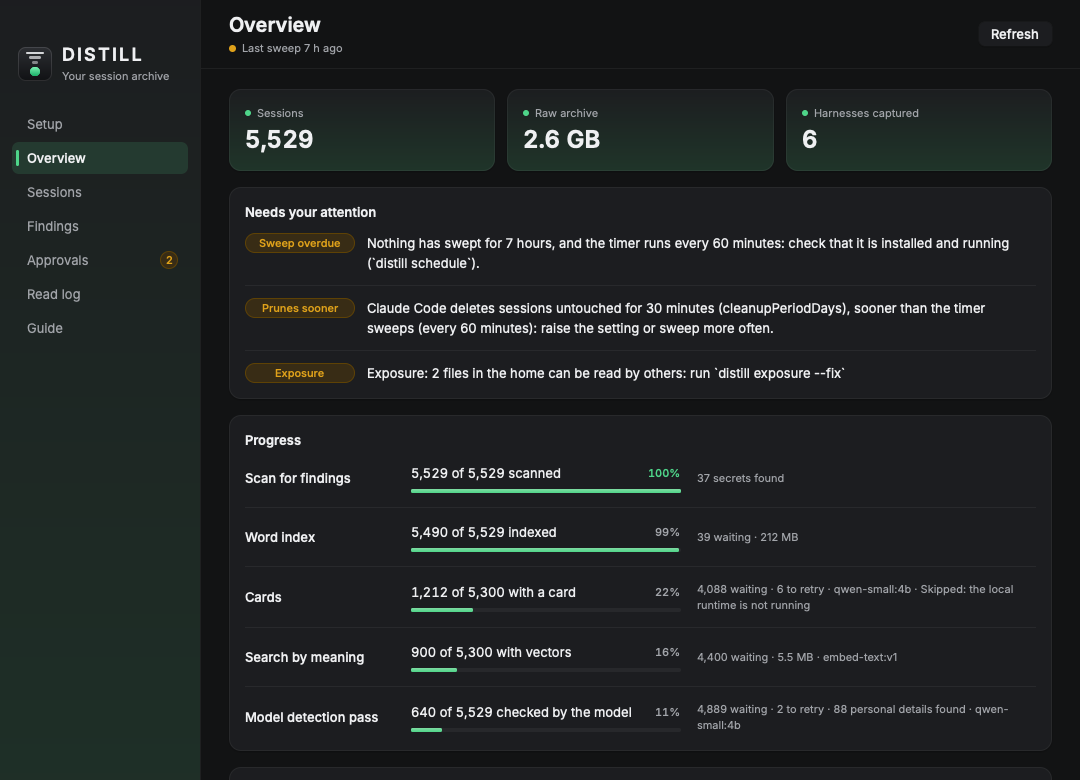 DISTILL
Your session archive
Setup
Overview
Sessions
Findings
Approvals 2
Read log
Guide
Overview
Last sweep 7 h ago
Refresh
Sessions
5,529
Raw archive
2.6 GB
Harnesses captured
6
Needs your attention
Sweep overdue
Nothing has swept for 7 hours, and the timer runs every 60 minutes: check that it is installed and running
(`distill schedule`).
Prunes sooner
Claude Code deletes sessions untouched for 30 minutes (cleanupPeriodDays), sooner than the timer
sweeps (every 60 minutes): raise the setting or sweep more often.
Exposure
Exposure: 2 files in the home can be read by others: run `distill exposure --fix`
Progress
Scan for findings
5,529 of 5,529 scanned 100%
37 secrets found
Word index
5,490 of 5,529 indexed 99%
39 waiting · 212 MB
Cards
1,212 of 5,300 with a card 22%
4,088 waiting · 6 to retry · qwen-small:4b · Skipped: the local
runtime is not running
Search by meaning
900 of 5,300 with vectors 16%
4,400 waiting · 5.5 MB · embed-text:v1
Model detection pass
640 of 5,529 checked by the model 11%
4,889 waiting · 2 to retry · 88 personal details found · qwen-
small:4b